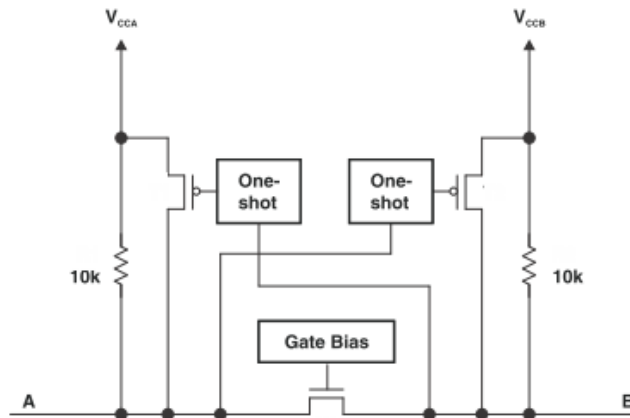 VCCA
VCCB
One-
shot
One-
shot
10k
10k
Gate Bias
A
B